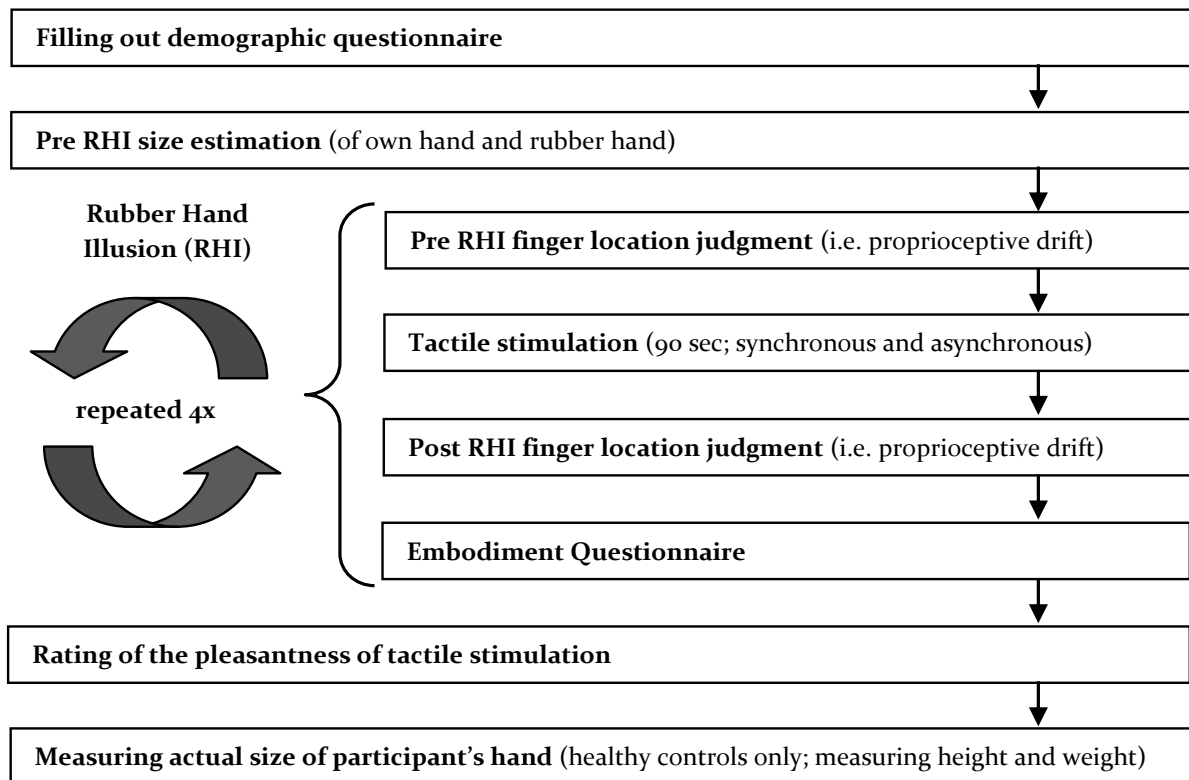 Filling out demographic questionnaire
Pre RHI size estimation (of own hand and rubber hand)
Rubber Hand
Illusion (RHI)
repeated 4x
Pre RHI finger location judgment (i.e. proprioceptive drift)
Tactile stimulation (90 sec; synchronous and asynchronous)
Post RHI finger location judgment (i.e. proprioceptive drift)
Embodiment Questionnaire
Rating of the pleasantness of tactile stimulation
Measuring actual size of participant's hand (healthy controls only; measuring height and weight)